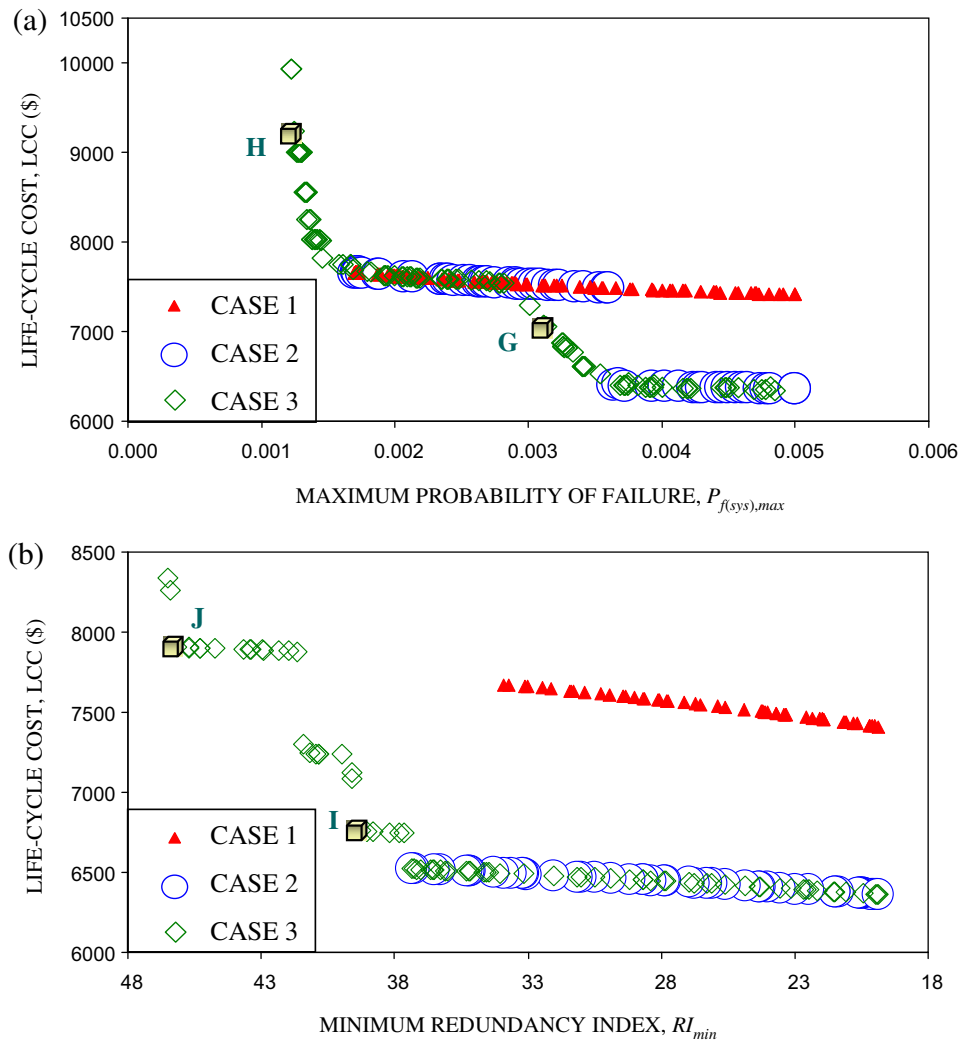 (a)
10500
10000
9000
8000
7000
6000
LIFE-CYCLE COST, LCC ($)
H
G
CASE 1
CASE 2
CASE 3
0.000
0.001
0.002
0.003
0.004
0.005
0.006
MAXIMUM PROBABILITY OF FAILURE, Pf(sys),max
(b)
8500
8000
7500
7000
6500
6000
LIFE-CYCLE COST, LCC ($)
J
I
CASE 1
CASE 2
CASE 3
48
43
38
33
28
23
18
MINIMUM REDUNDANCY INDEX, RImin